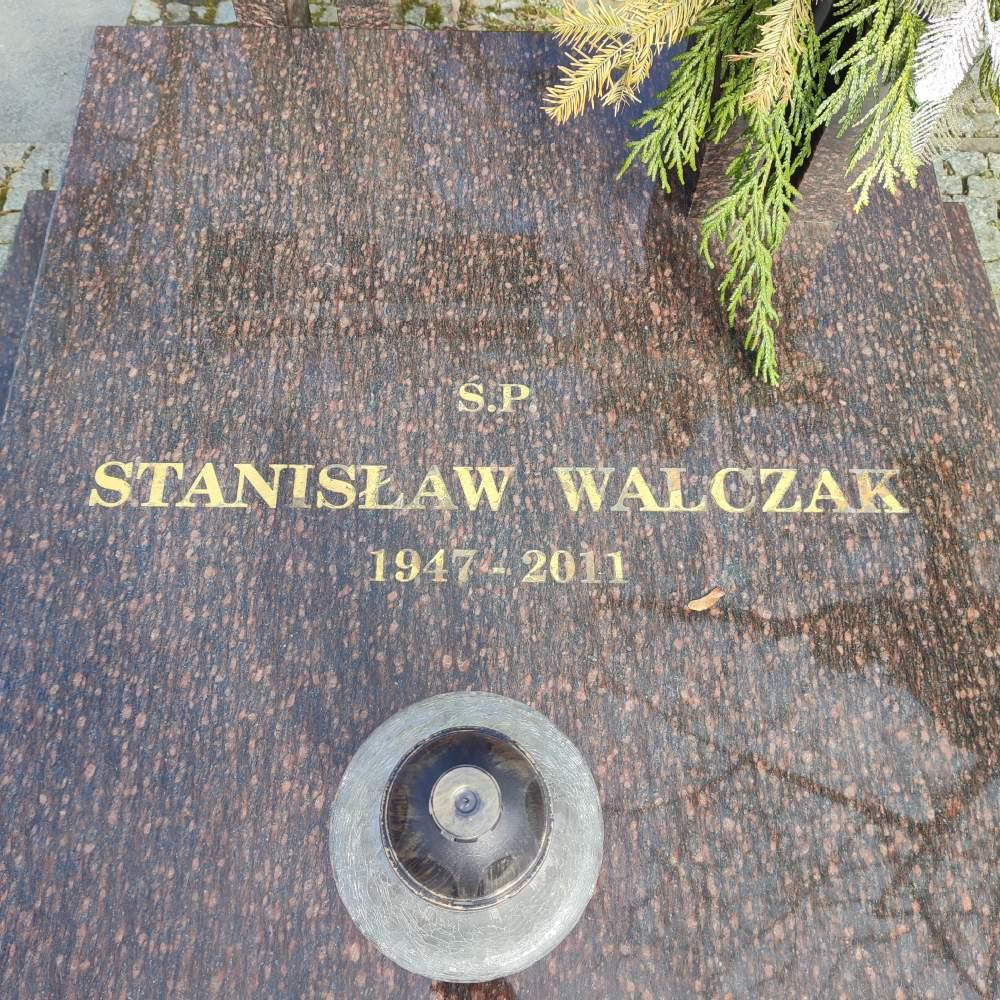 Ś.P.
STANISŁAW WALCZAK
1947 - 2011